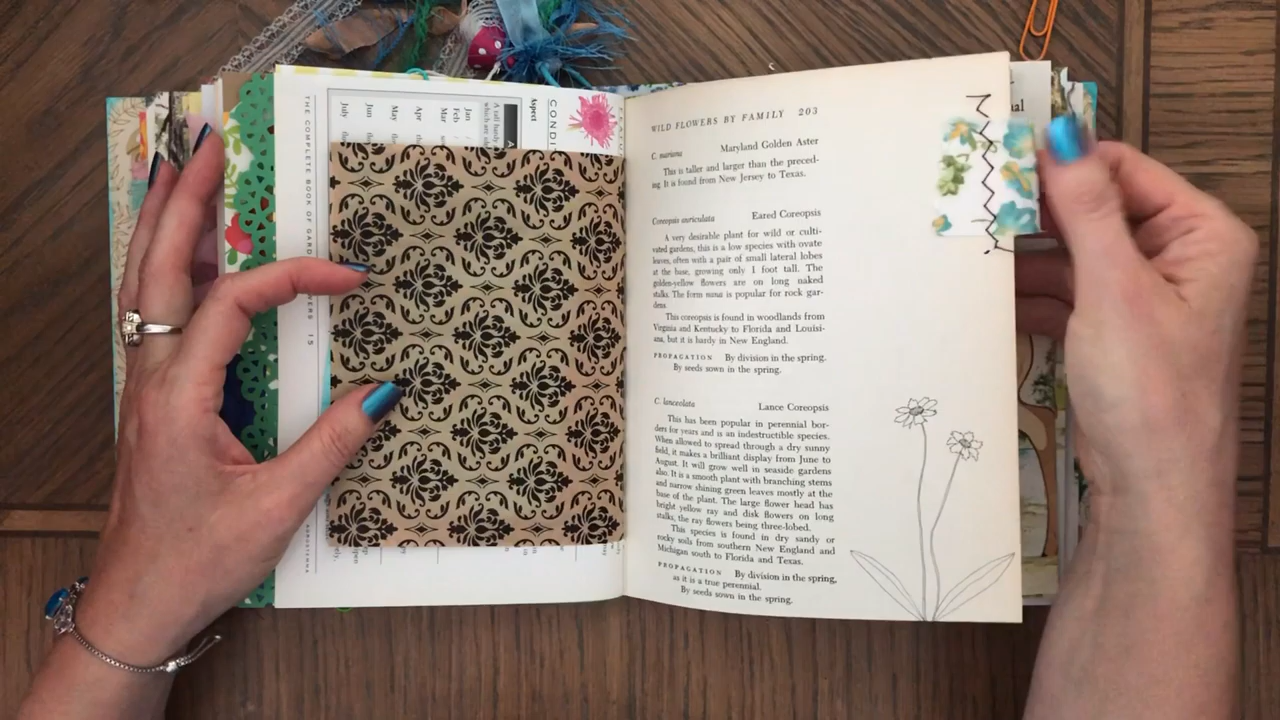 THE COMPLETE BOOK OF GAR
ERS 15
July
Jun
May
Apr
Mar
Feb
Jan
Aspect
CONDI
WILD FLOWERS BY FAMILY 203
C. mariana Maryland Golden Aster
This is taller and larger than the preced-
ing. It is found from New Jersey to Texas.
Coreopsis auriculata Eared Coreopsis
A very desirable plant for wild or culti-
vated gardens, this is a low species with ovate
leaves, often with a pair of small lateral lobes
at the base, growing only 1 foot tall. The
golden-yellow flowers are on long naked
stalks. The form nana is popular for rock gar-
dens.
This coreopsis is found in woodlands from
Virginia and Kentucky to Florida and Louisi-
ana, but it is hardy in New England.
PROPAGATION By division in the spring.
By seeds sown in the spring.
C. lanceolata Lance Coreopsis
This has been popular in perennial bor-
ders for years and is an indestructible species.
When allowed to spread through a dry sunny
field, it makes a brilliant display from June to
August. It will grow well in seaside gardens
also. It is a smooth plant with branching stems
and narrow shining green leaves mostly at the
base of the plant. The large flower head has
bright yellow ray and disk flowers on long
stalks, the ray flowers being three-lobed.
This species is found in dry sandy or
rocky soils from southern New England and
Michigan south to Florida and Texas.
PROPAGATION By division in the spring,
as it is a true perennial.
By seeds sown in the spring.
nal